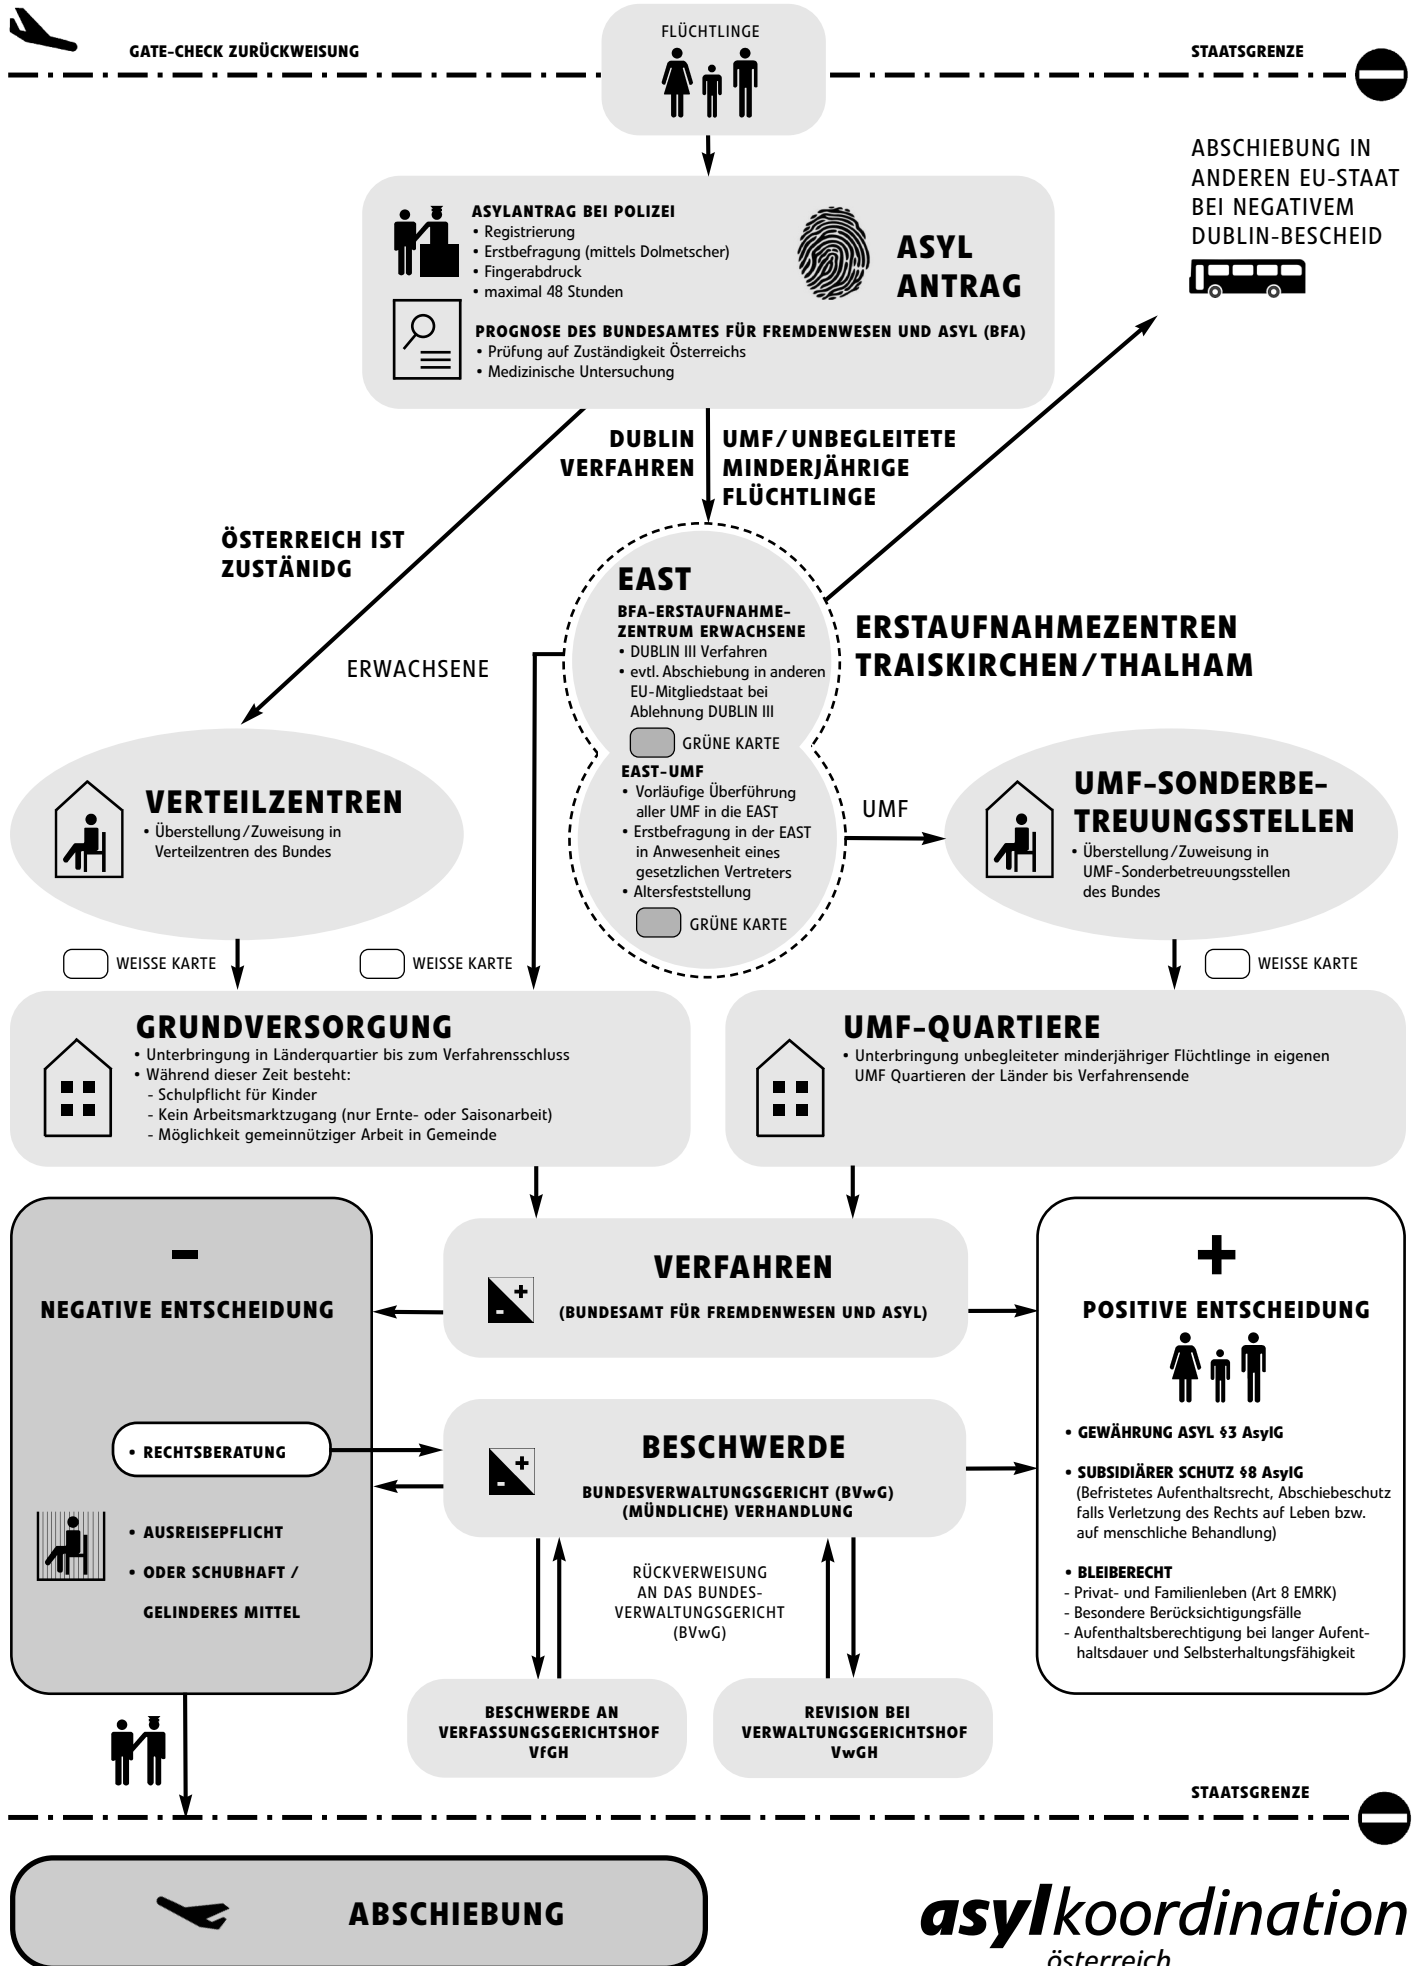 FLÜCHTLINGE
GATE-CHECK ZURÜCKWEISUNG
STAATSGRENZE
ABSCHIEBUNG IN
ANDEREN EU-STAAT
BEI NEGATIVEM
DUBLIN-BESCHEID
ASYLANTRAG BEI POLIZEI
• Registrierung
• Erstbefragung (mittels Dolmetscher)
• Fingerabdruck
• maximal 48 Stunden
ASYL
ANTRAG
PROGNOSE DES BUNDESAMTES FÜR FREMDENWESEN UND ASYL (BFA)
• Prüfung auf Zuständigkeit Österreichs
• Medizinische Untersuchung
DUBLIN
VERFAHREN
UMF/UNBEGLEITETE
MINDERJÄHRIGE
FLÜCHTLINGE
ÖSTERREICH IST
ZUSTÄNIDG
ERWACHSENE
EAST
BFA-ERSTAUFNAHME-
ZENTRUM ERWACHSENE
• DUBLIN III Verfahren
• evtl. Abschiebung in anderen
EU-Mitgliedstaat bei
Ablehnung DUBLIN III
GRÜNE KARTE
EAST-UMF
• Vorläufige Überführung
aller UMF in die EAST
• Erstbefragung in der EAST
in Anwesenheit eines
gesetzlichen Vertreters
• Altersfeststellung
GRÜNE KARTE
ERSTAUFNAHMEZENTREN
TRAISKIRCHEN/THALHAM
VERTEILZENTREN
• Überstellung/Zuweisung in
Verteilzentren des Bundes
UMF
UMF-SONDERBE-
TREUUNGSSTELLEN
• Überstellung/Zuweisung in
UMF-Sonderbetreuungsstellen
des Bundes
WEISSE KARTE
WEISSE KARTE
WEISSE KARTE
GRUNDVERSORGUNG
• Unterbringung in Länderquartier bis zum Verfahrensschluss
• Während dieser Zeit besteht:
- Schulpflicht für Kinder
- Kein Arbeitsmarktzugang (nur Ernte- oder Saisonarbeit)
- Möglichkeit gemeinnütziger Arbeit in Gemeinde
UMF-QUARTIERE
• Unterbringung unbegleiteter minderjähriger Flüchtlinge in eigenen
UMF Quartieren der Länder bis Verfahrensende
-
NEGATIVE ENTSCHEIDUNG
• RECHTSBERATUNG
• AUSREISEPFLICHT
• ODER SCHUBHAFT /
GELINDERES MITTEL
VERFAHREN
+
-
(BUNDESAMT FÜR FREMDENWESEN UND ASYL)
BESCHWERDE
+
-
BUNDESVERWALTUNGSGERICHT (BVwG)
(MÜNDLICHE) VERHANDLUNG
RÜCKVERWEISUNG
AN DAS BUNDES-
VERWALTUNGSGERICHT
(BVwG)
BESCHWERDE AN
VERFASSUNGSGERICHTSHOF
VfGH
REVISION BEI
VERWALTUNGSGERICHTSHOF
VwGH
+
POSITIVE ENTSCHEIDUNG
• GEWÄHRUNG ASYL §3 AsylG
• SUBSIDIÄRER SCHUTZ §8 AsylG
(Befristetes Aufenthaltsrecht, Abschiebeschutz
falls Verletzung des Rechts auf Leben bzw.
auf menschliche Behandlung)
• BLEIBERECHT
- Privat- und Familienleben (Art 8 EMRK)
- Besondere Berücksichtigungsfälle
- Aufenthaltsberechtigung bei langer Aufent-
haltsdauer und Selbsterhaltungsfähigkeit
STAATSGRENZE
ABSCHIEBUNG
asylkoordination
österreich